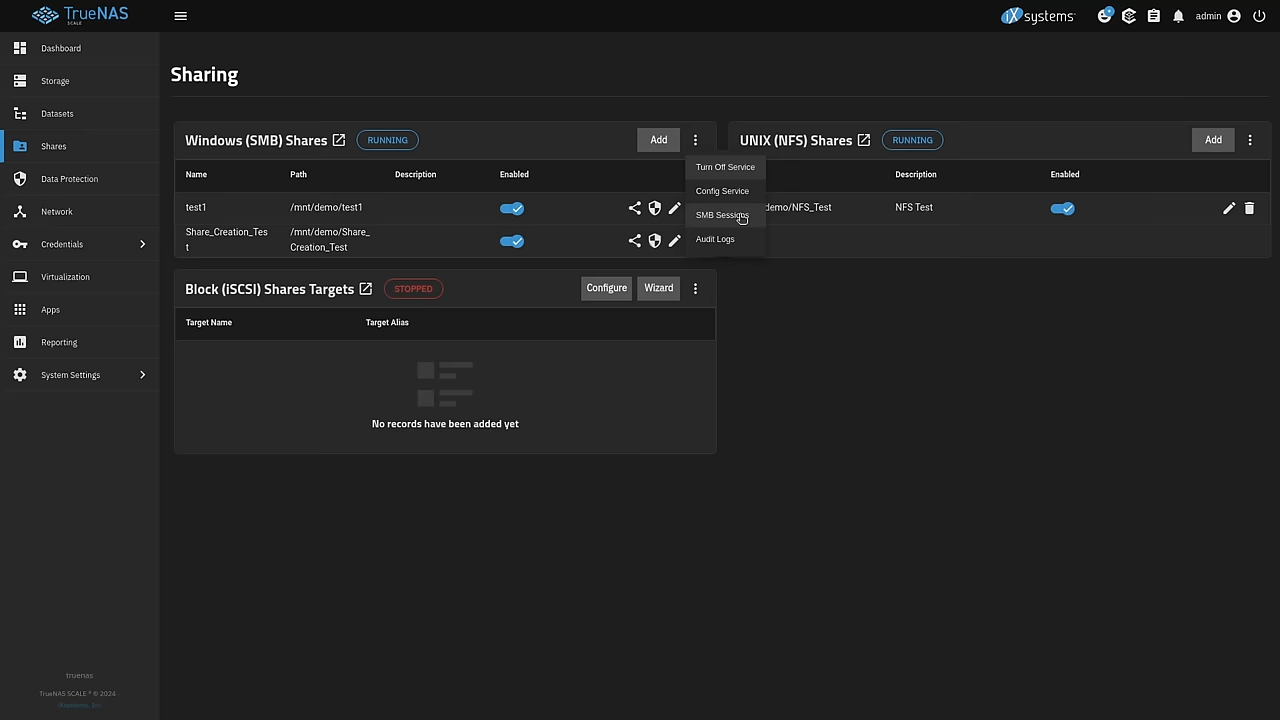 TrueNAS
SCALE
iXsystems
admin
Dashboard
Storage
Datasets
Shares
Data Protection
Network
Credentials
Virtualization
Apps
Reporting
System Settings
truenas
TrueNAS SCALE ® © 2024
Sharing
Windows (SMB) Shares
RUNNING
Add
Name
Path
Description
Enabled
test1
/mnt/demo/test1
Share_Creation_Tes
t
/mnt/demo/Share_
Creation_Test
Turn Off Service
Config Service
SMB Sessions
Audit Logs
UNIX (NFS) Shares
RUNNING
Add
Description
Enabled
demo/NFS_Test
NFS Test
Block (iSCSI) Shares Targets
STOPPED
Configure
Wizard
Target Name
Target Alias
No records have been added yet